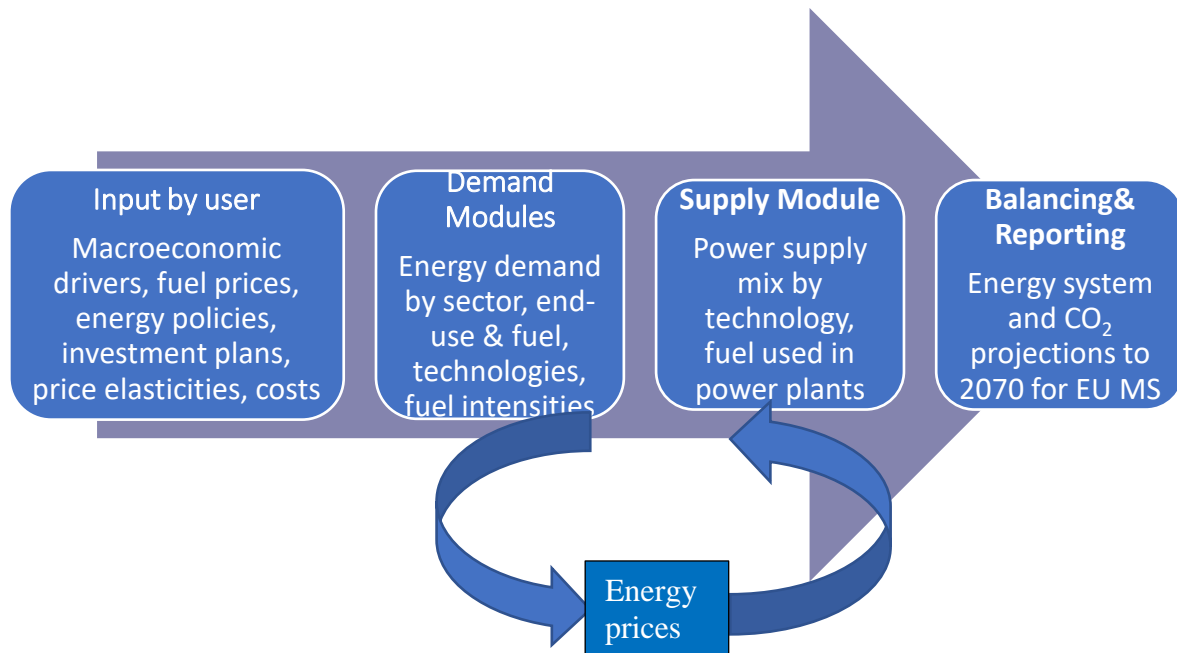 Input by user
Macroeconomic
drivers, fuel prices,
energy policies,
investment plans,
price elasticities, costs
Demand
Modules
Energy demand
by sector, end-
use & fuel,
technologies,
fuel intensities
Supply Module
Power supply
mix by
technology,
fuel used in
power plants
Balancing&
Reporting
Energy system
and CO₂
projections to
2070 for EU MS
Energy
prices